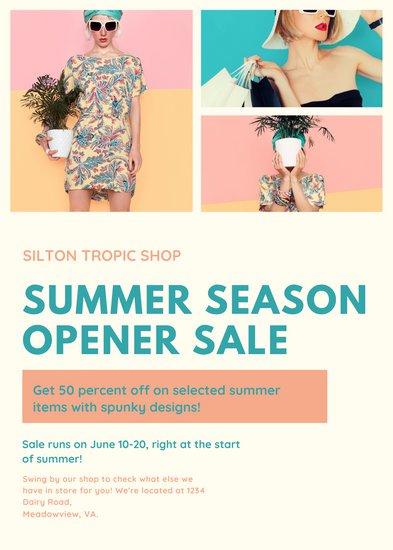 SILTON TROPIC SHOP
SUMMER SEASON
OPENER SALE
Get 50 percent off on selected summer
items with spunky designs!
Sale runs on June 10-20, right at the start
of summer!
Swing by our shop to check what else we
have in store for you! We're located at 1234
Dairy Road,
Meadowview, VA.